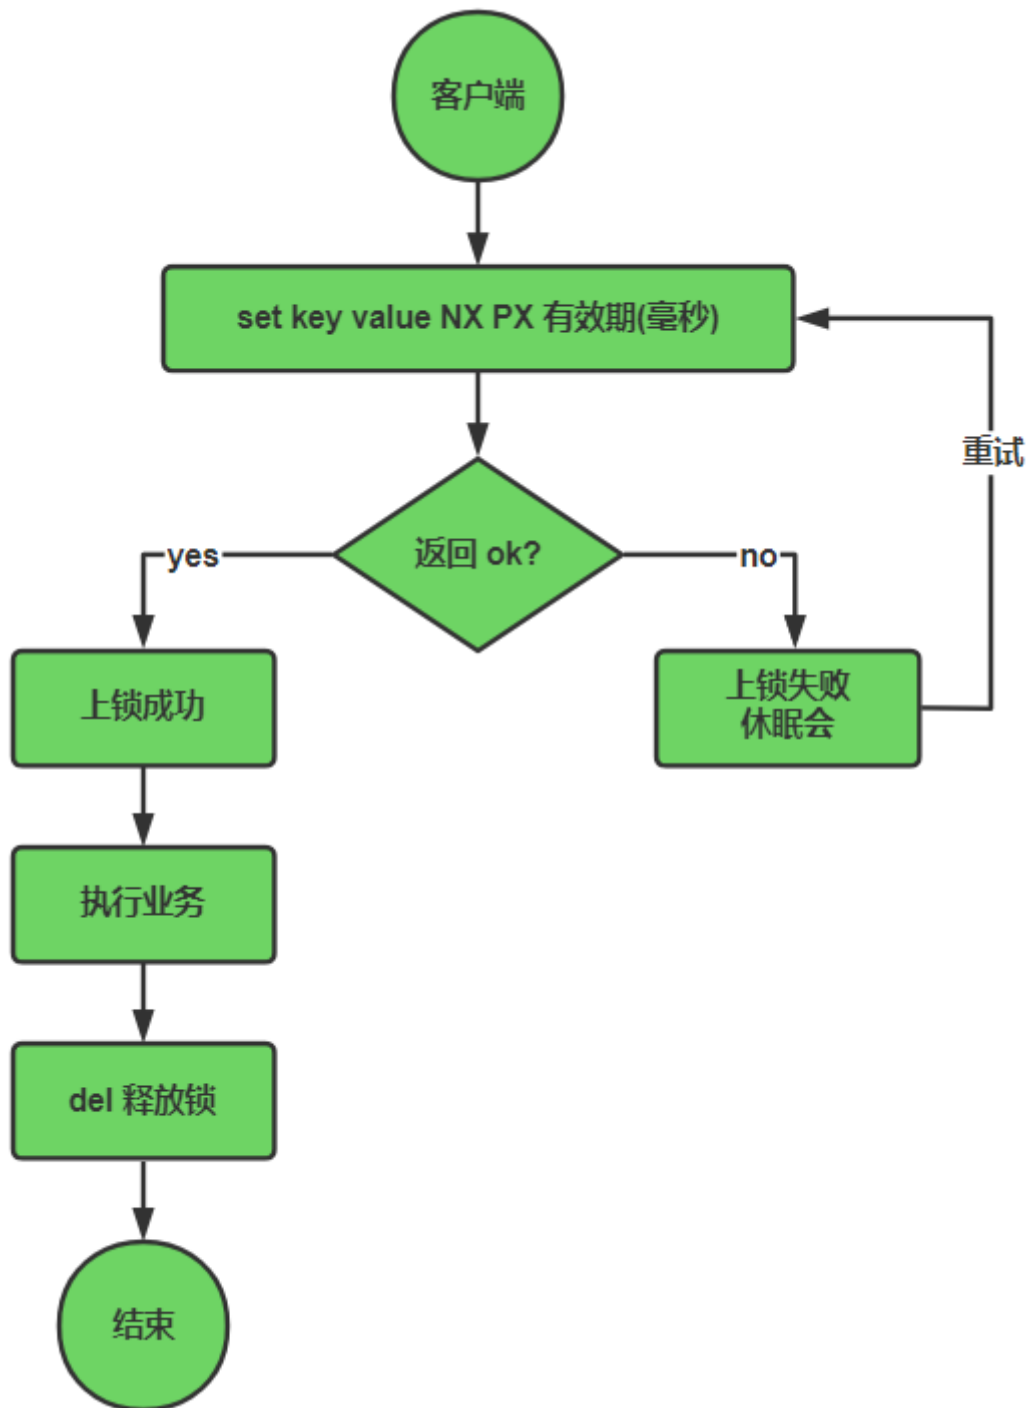 客户端
set key value NX PX 有效期(毫秒)
重试
返回 ok?
yes
no
上锁成功
上锁失败
休眠会
执行业务
del 释放锁
结束